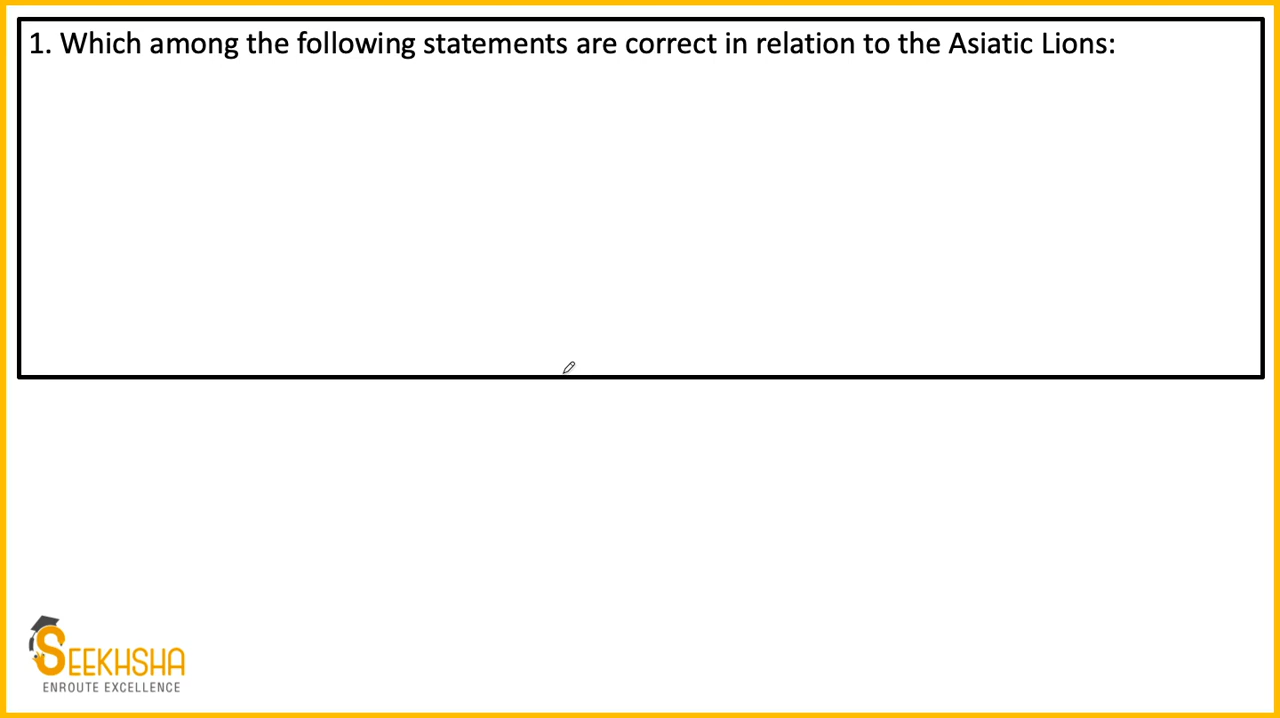 1. Which among the following statements are correct in relation to the Asiatic Lions:
SEEKHSHA
ENROUTE EXCELLENCE